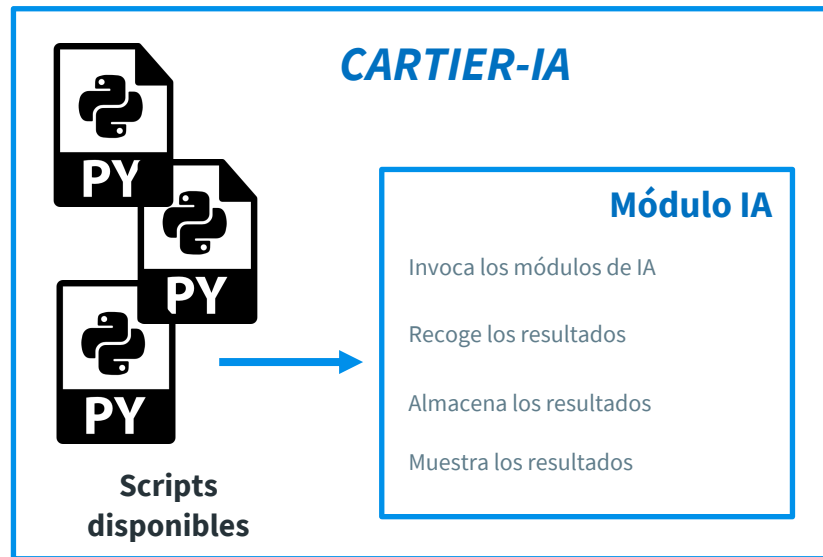 CARTIER-IA
PY
PY
PY
Scripts
disponibles
Módulo IA
Invoca los módulos de IA
Recoge los resultados
Almacena los resultados
Muestra los resultados